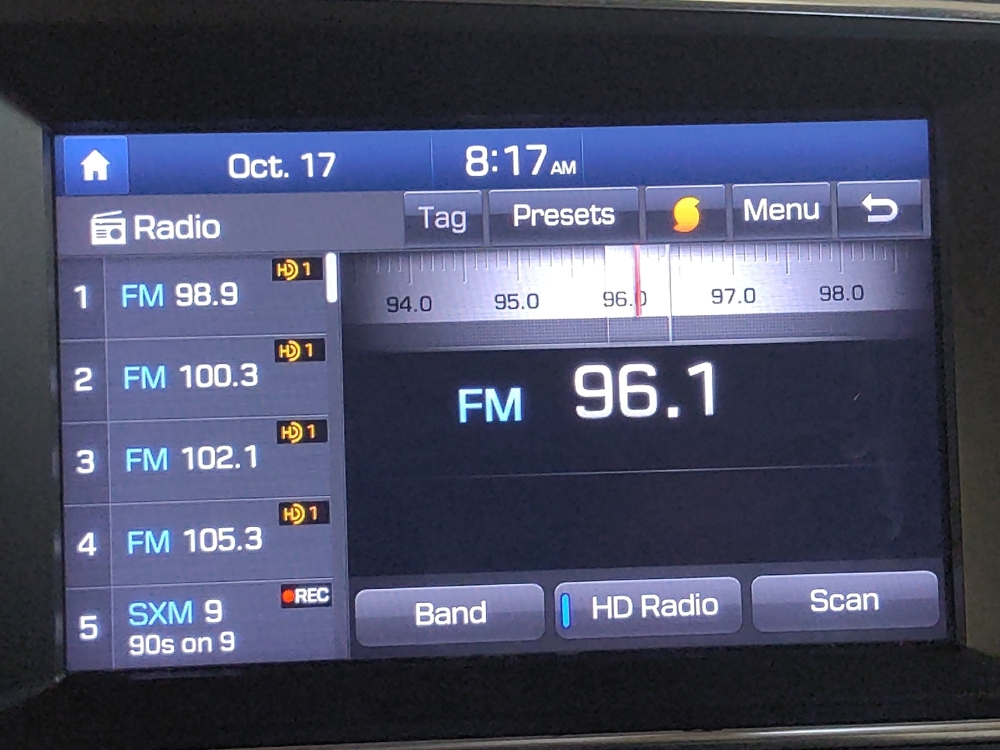 Oct. 17 8:17 AM
Radio Tag Presets Menu
94.0 95.0 96.0 97.0 98.0
1 FM 98.9 HD 1
2 FM 100.3 HD 1
3 FM 102.1 HD 1
4 FM 105.3 HD 1
5 SXM 9 REC
90s on 9
FM 96.1
Band HD Radio Scan